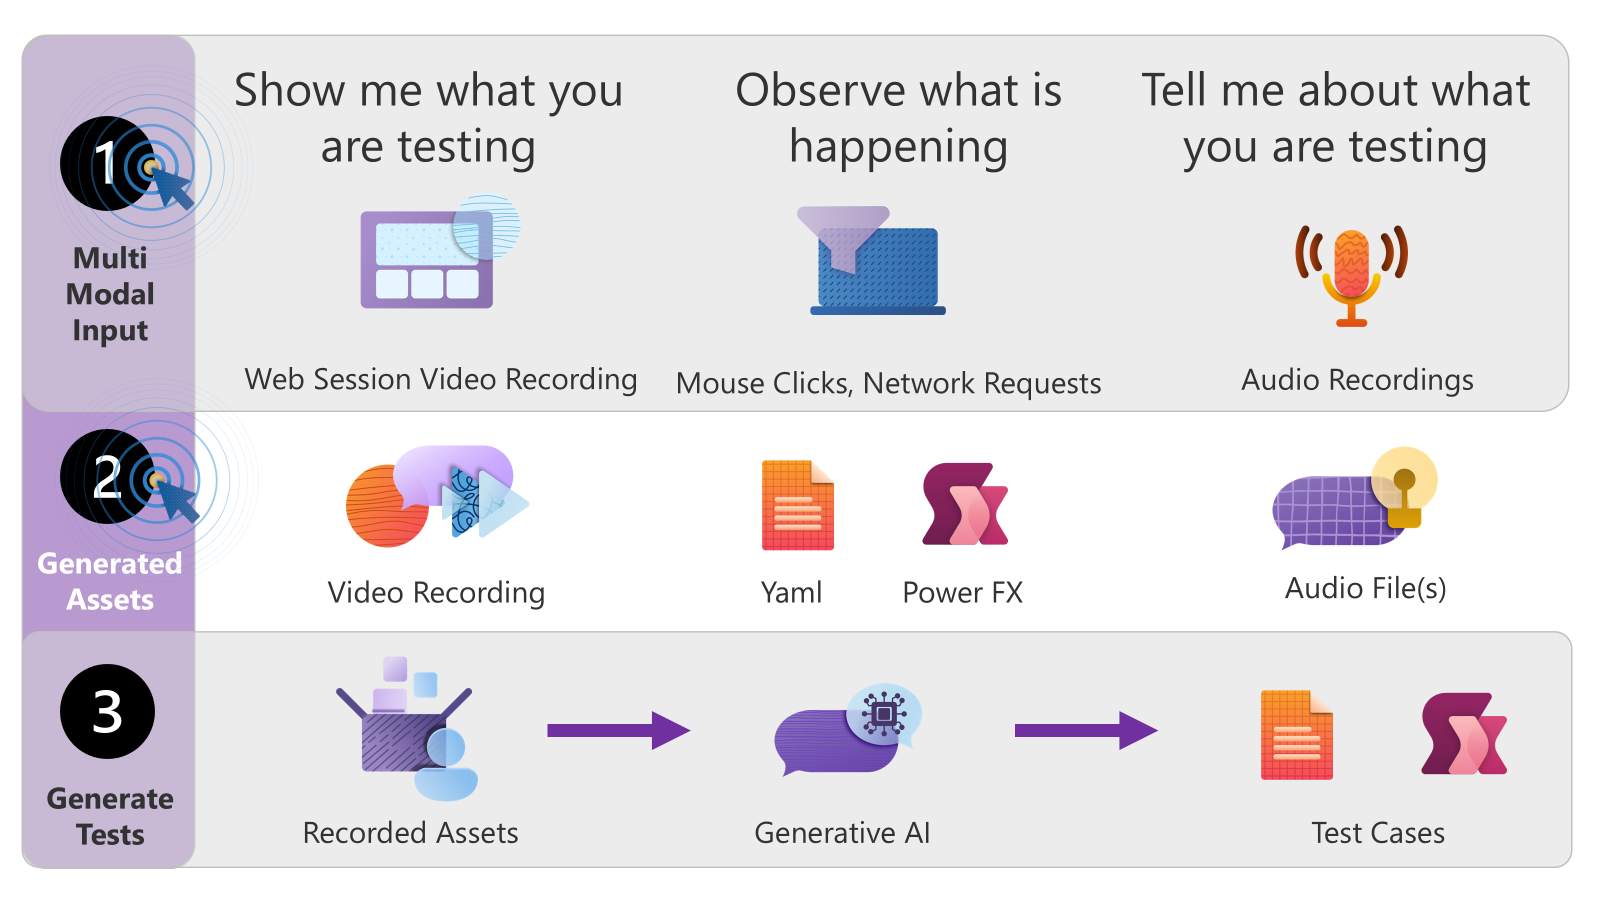 Show me what you
are testing
Observe what is
happening
Tell me about what
you are testing
1
Multi
Modal
Input
Web Session Video Recording
Mouse Clicks, Network Requests
Audio Recordings
2
Generated
Assets
Video Recording
Yaml
Power FX
Audio File(s)
3
Generate
Tests
Recorded Assets
Generative AI
Test Cases